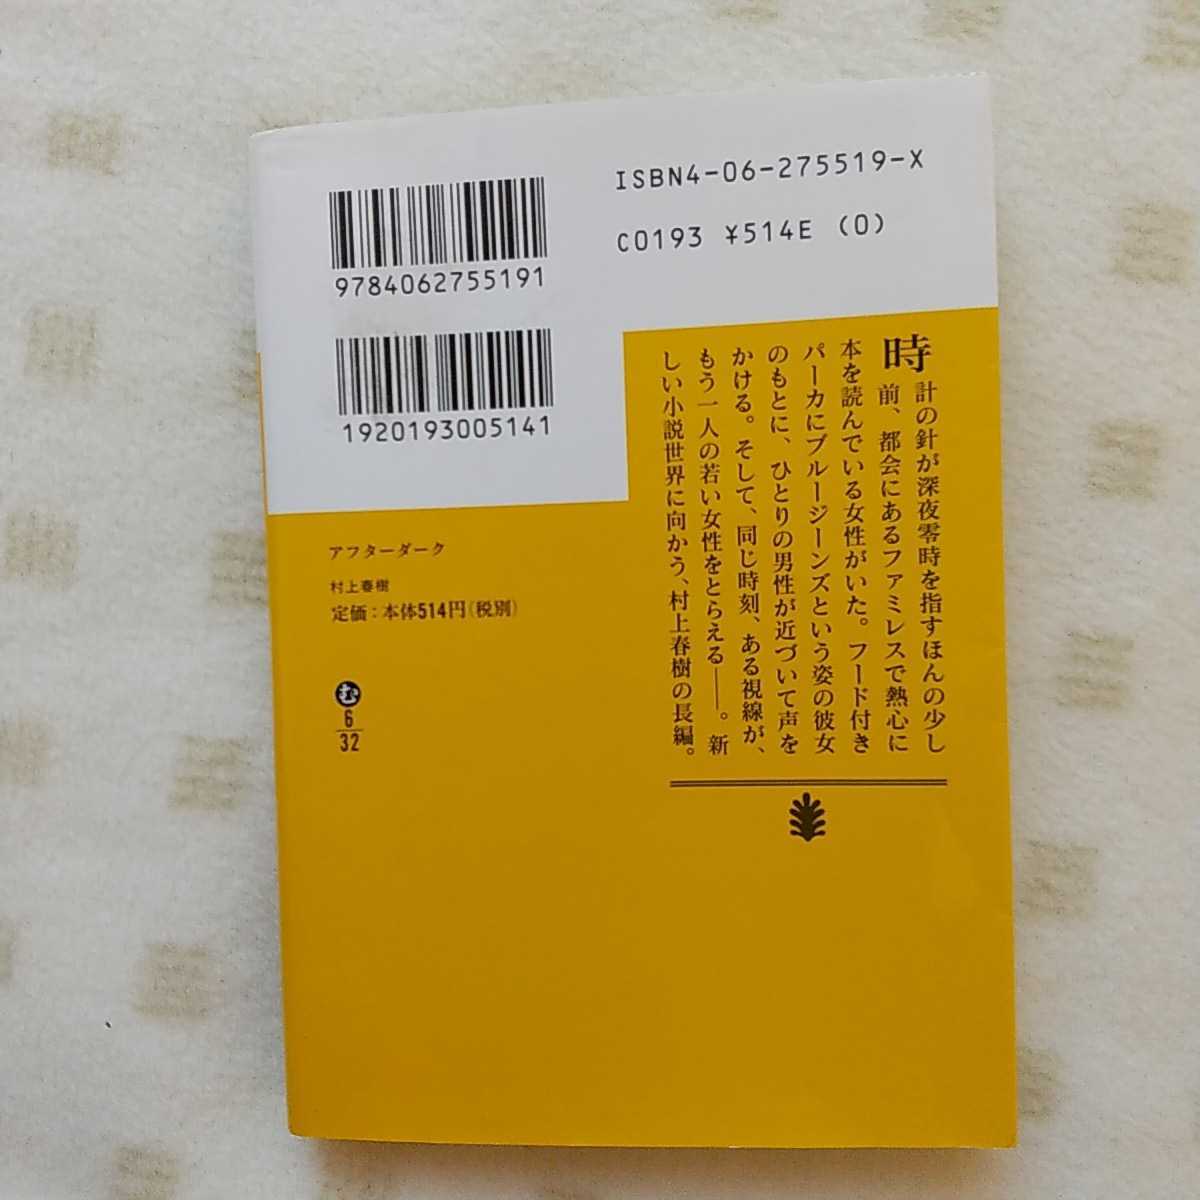 ISBN4-06-275519-X
C0193 ¥514E (0)
9784062755191
1920193005141
時計の針が深夜零時を指すほんの少し
前、都会にあるファミレスで熱心に
本を読んでいる女性がいた。フード付き
パーカにブルージーンズという姿の彼女
のもとに、ひとりの男性が近づいて声を
かける。そして、同じ時刻、ある視線が、
もう一人の若い女性をとらえる――。新
しい小説世界に向かう、村上春樹の長編。
アフターダーク
村上春樹
定価:本体514円(税別)
む
6
32